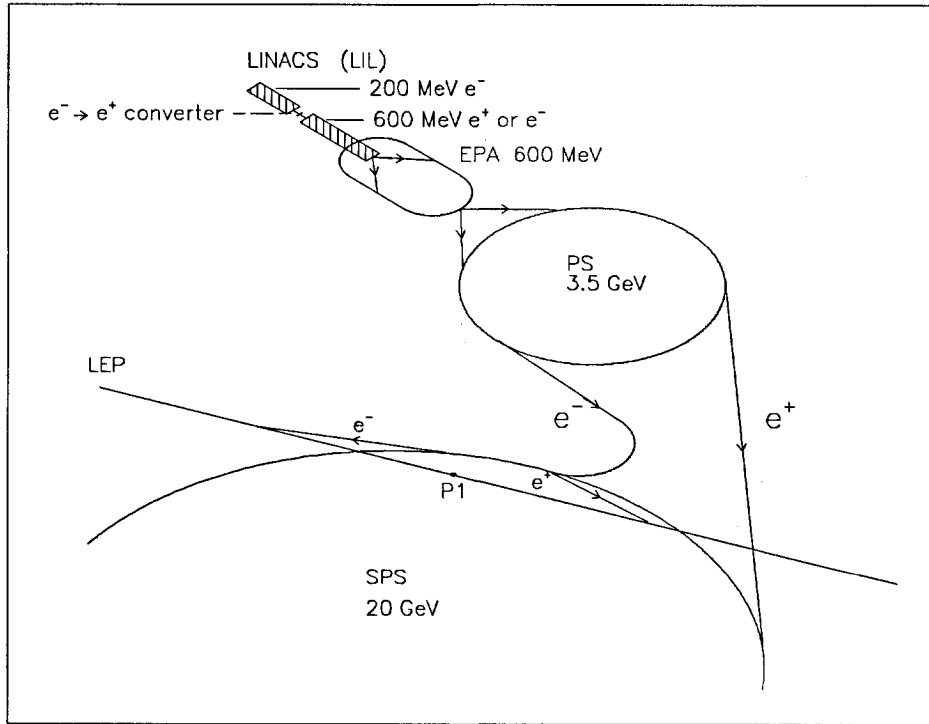 LINACS (LIL)
200 MeV e⁻
e⁻ → e⁺ converter
600 MeV e⁺ or e⁻
EPA 600 MeV
PS
3.5 GeV
LEP
e⁻
e⁻
e⁺
e⁺
P1
SPS
20 GeV